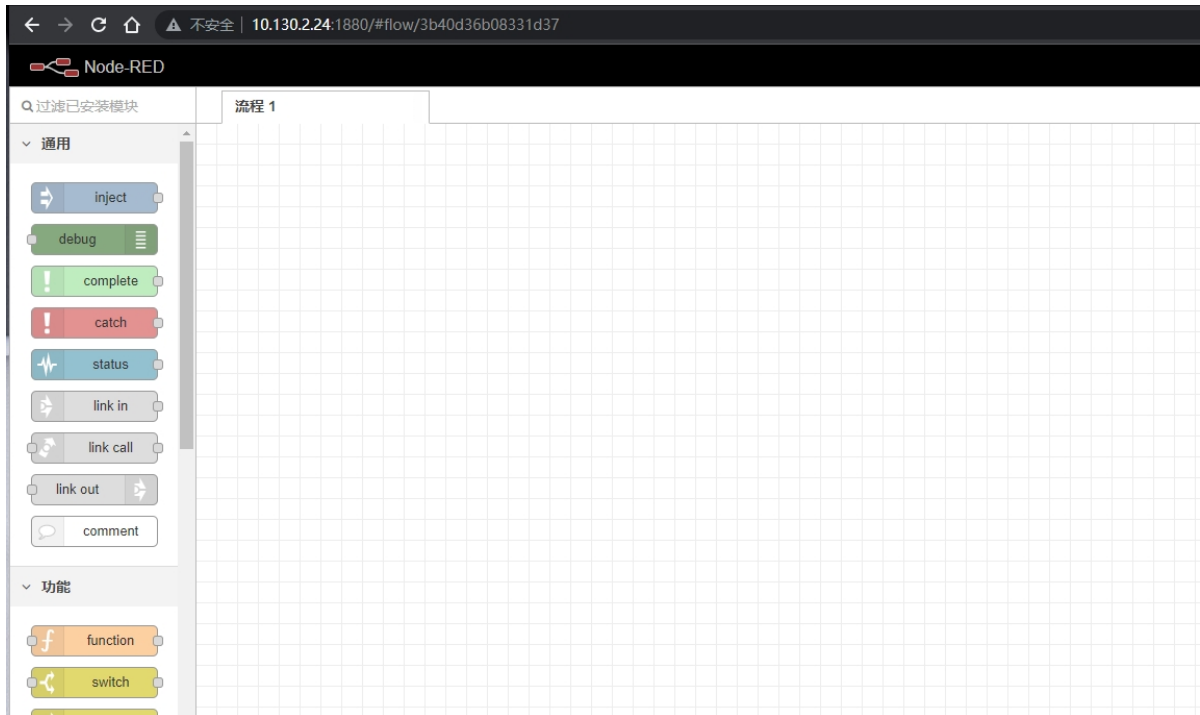 不安全 | 10.130.2.24:1880/#flow/3b40d36b08331d37
Node-RED
过滤已安装模块
流程 1
通用
inject
debug
complete
catch
status
link in
link call
link out
comment
功能
function
switch